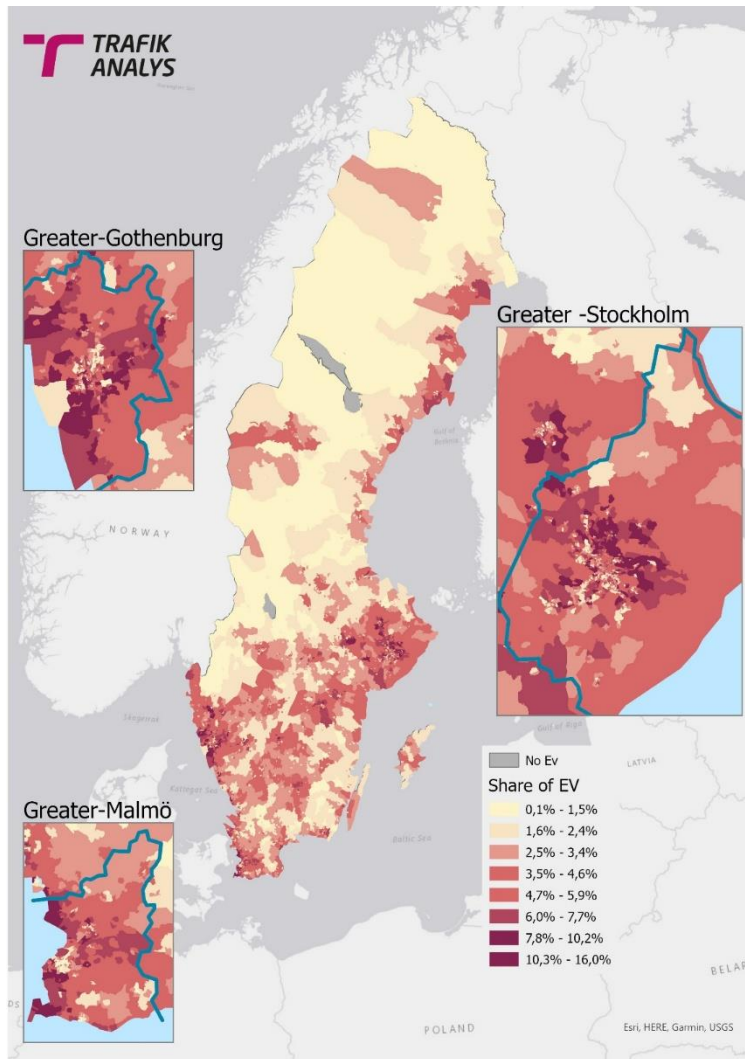 TRAFIK
ANALYS
Greater-Gothenburg
Greater -Stockholm
NORWAY
Gulf of Riga
LATVIA
Skagerrak
Kattegat Sea
Baltic Sea
Greater-Malmö
No Ev
Share of EV
0,1% - 1,5%
1,6% - 2,4%
2,5% - 3,4%
3,5% - 4,6%
4,7% - 5,9%
6,0% - 7,7%
7,8% - 10,2%
10,3% - 16,0%
BELAR
DS
POLAND
Esri, HERE, Garmin, USGS